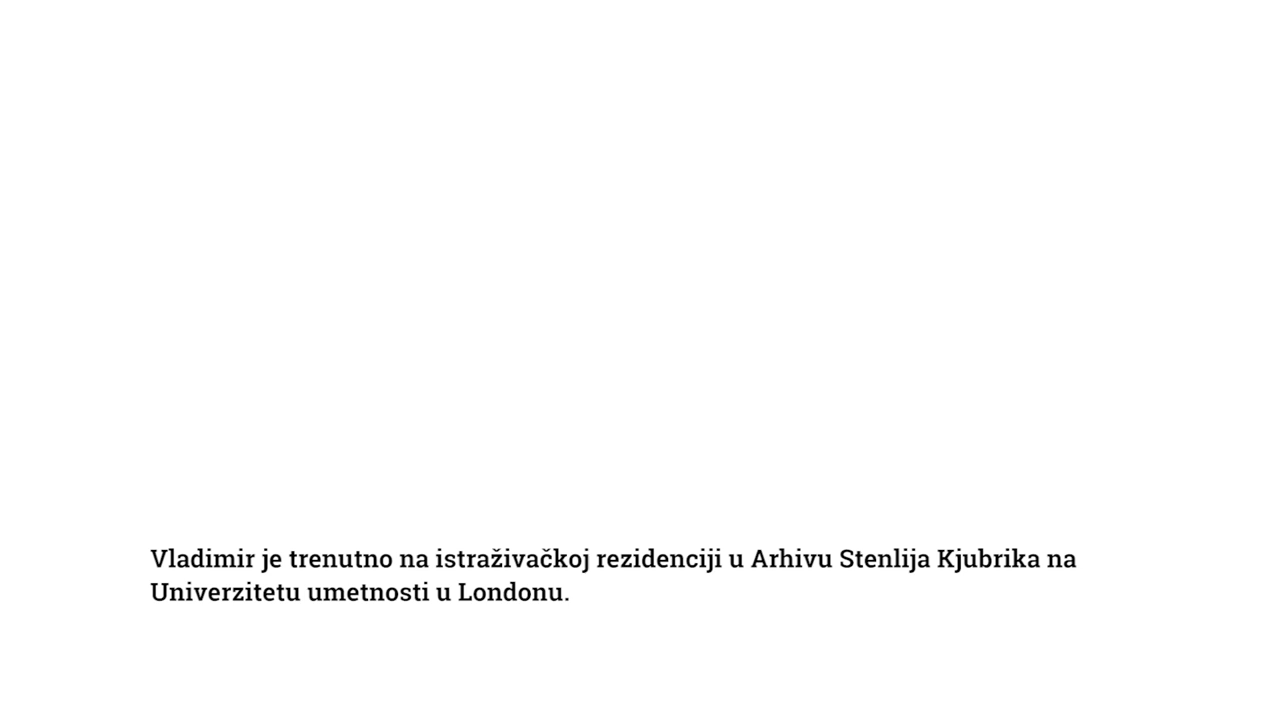 Vladimir je trenutno na istraživačkoj rezidenciji u Arhivu Stenlija Kjubrika na
Univerzitetu umetnosti u Londonu.